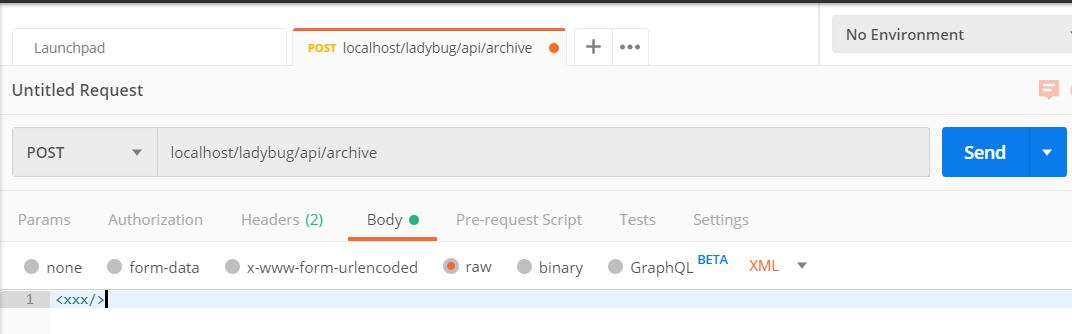 Launchpad
POST localhost/ladybug/api/archive
+
•••
No Environment
Untitled Request
POST
localhost/ladybug/api/archive
Send
Params Authorization Headers (2) Body Pre-request Script Tests Settings
none form-data x-www-form-urlencoded raw binary GraphQL BETA XML
1 <xxx/>